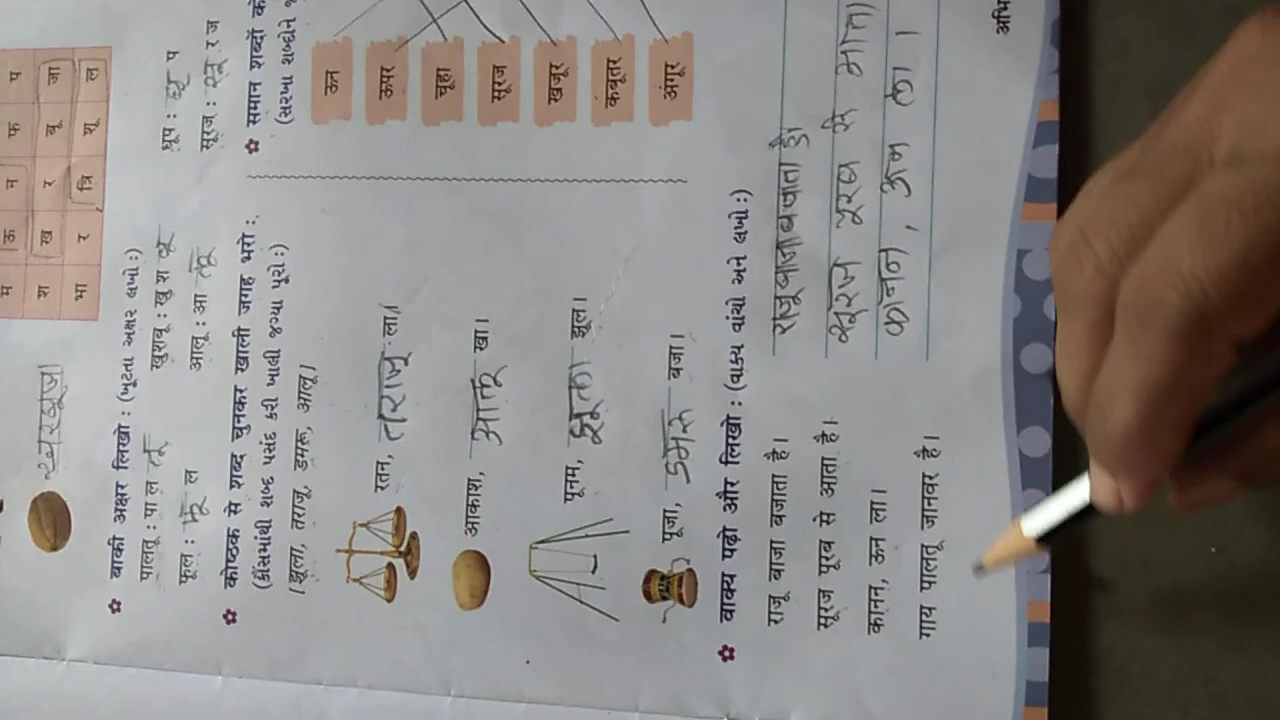 म ऊ न फ प
श ख र बू जा
भा र त्रि शू ल
खरबूजा
बाकी अक्षर लिखो : (ખૂટતા અક્ષર લખો :)
पालतू : पा ल तू खुशबू : खु श बू धूप : धू प
फूल : फू ल आलू : आ लू सूरज : सू र ज
कोष्ठक से शब्द चुनकर खाली जगह भरो :
(કૌંસમાંથી શબ્દ પસંદ કરી ખાલી જગ્યા પૂરો :)
(झूला, तराजू, डमरू, आलू)
रतन, तराजू ला।
आकाश, आलू खा।
पूनम, झूला झूल।
पूजा, डमरू बजा।
समान शब्दों को
(સરખા શબ્દોને
ऊन
ऊपर
चूहा
सूरज
खजूर
कबूतर
अंगूर
वाक्य पढ़ो और लिखो : (વાક્ય વાંચો અને લખો :)
राजू बाजा बजाता है। राजू बाजा बजाता है।
सूरज पूरब से आता है। सूरज पूरब से आता
कानन, ऊन ला। कानन, ऊन ला।
गाय पालतू जानवर है।